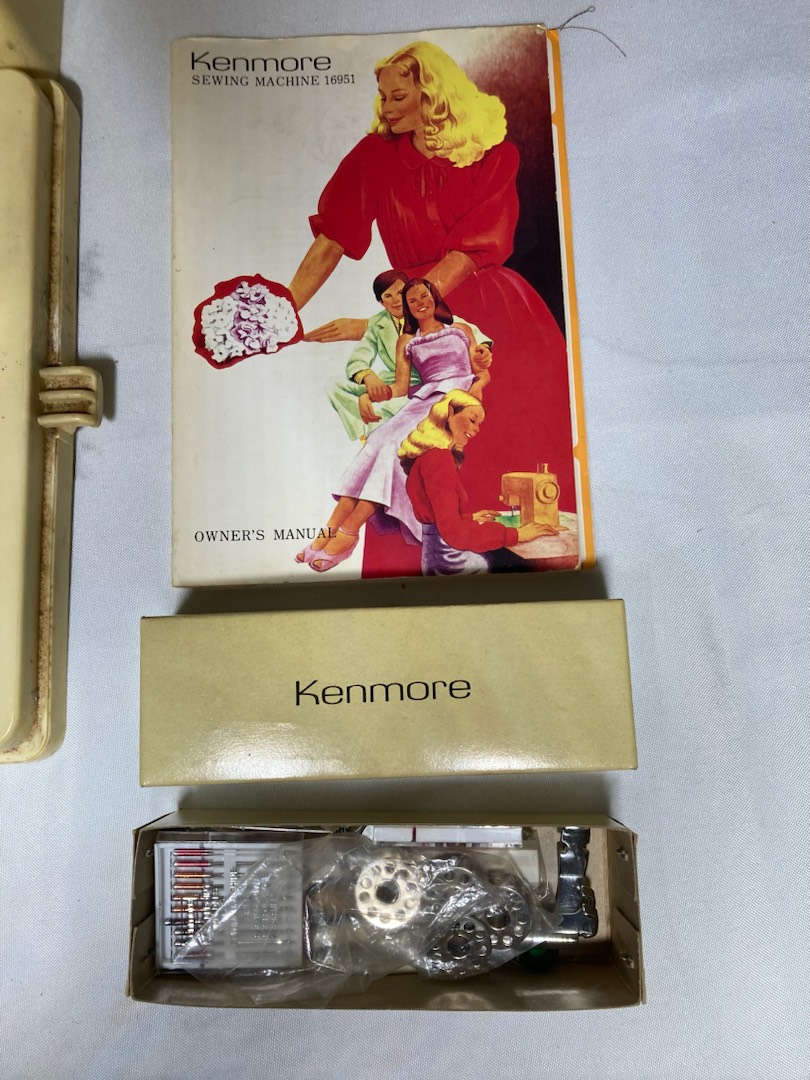 Kenmore
SEWING MACHINE 16951
OWNER'S MANUAL
Kenmore